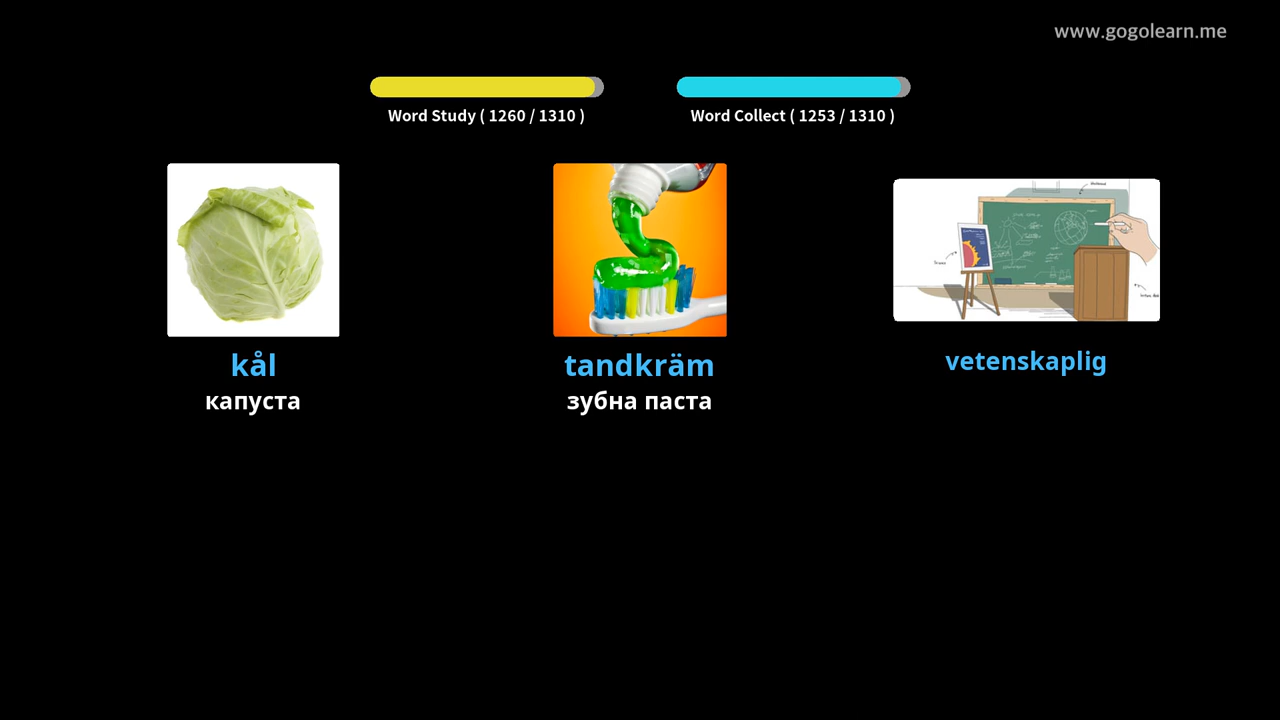 www.gogolearn.me
Word Study ( 1260 / 1310 )
Word Collect ( 1253 / 1310 )
kål
капуста
tandkräm
зубна паста
vetenskaplig